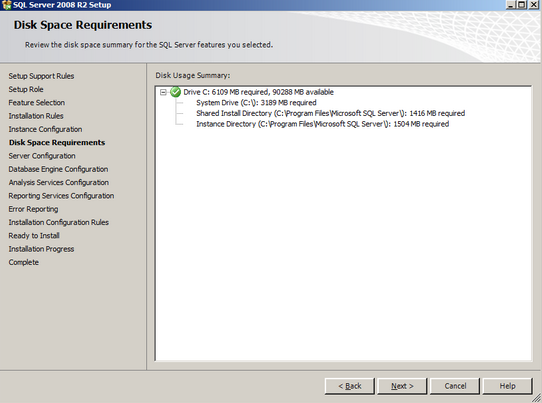 SQL Server 2008 R2 Setup
Disk Space Requirements
Review the disk space summary for the SQL Server features you selected.
Setup Support Rules
Setup Role
Feature Selection
Installation Rules
Instance Configuration
Disk Space Requirements
Server Configuration
Database Engine Configuration
Analysis Services Configuration
Reporting Services Configuration
Error Reporting
Installation Configuration Rules
Ready to Install
Installation Progress
Complete
Disk Usage Summary:
Drive C: 6109 MB required, 90288 MB available
System Drive (C:\): 3189 MB required
Shared Install Directory (C:\Program Files\Microsoft SQL Server\): 1416 MB required
Instance Directory (C:\Program Files\Microsoft SQL Server\): 1504 MB required
< Back
Next >
Cancel
Help